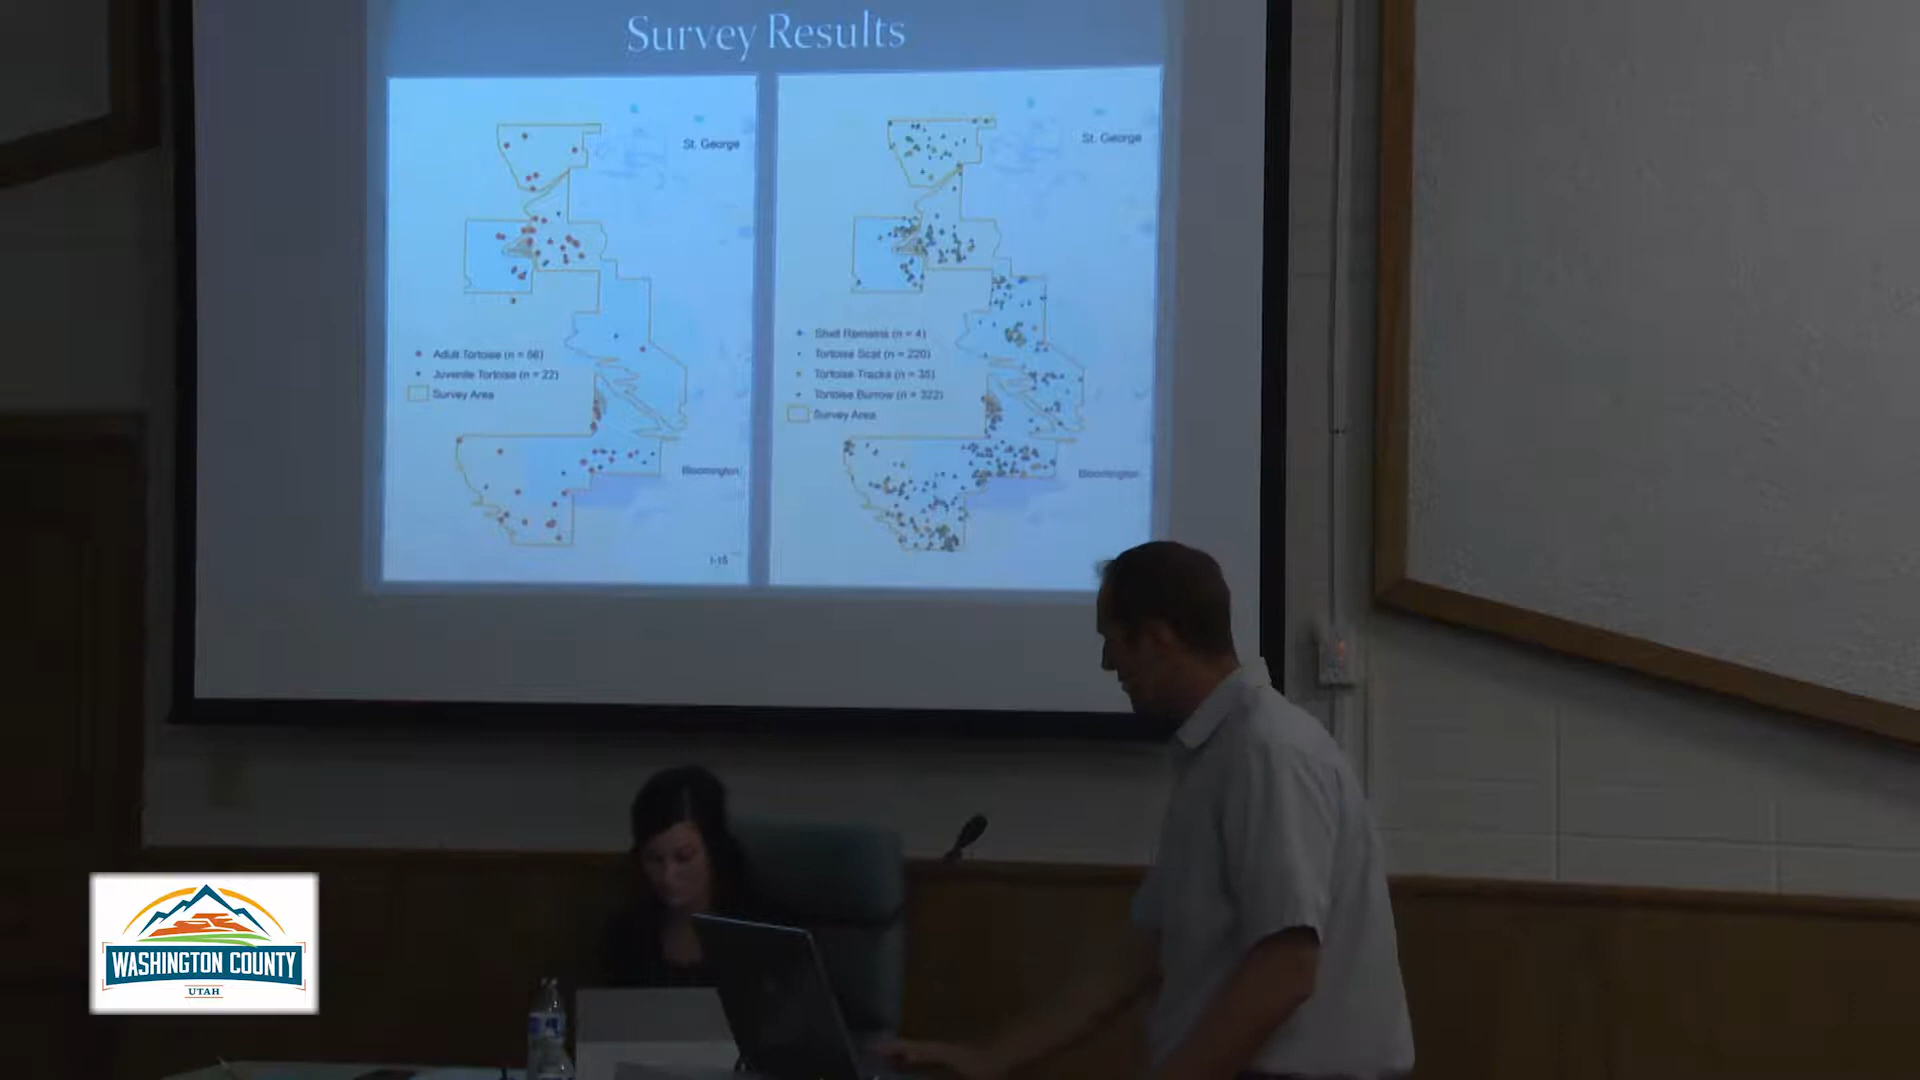 Survey Results
St. George
Adult Tortoise (n = 66)
Juvenile Tortoise (n = 22)
Survey Area
Bloomington
I-15
St. George
Shell Remains (n = 4)
Tortoise Scat (n = 220)
Tortoise Tracks (n = 35)
Tortoise Burrow (n = 322)
Survey Area
Bloomington
WASHINGTON COUNTY
UTAH